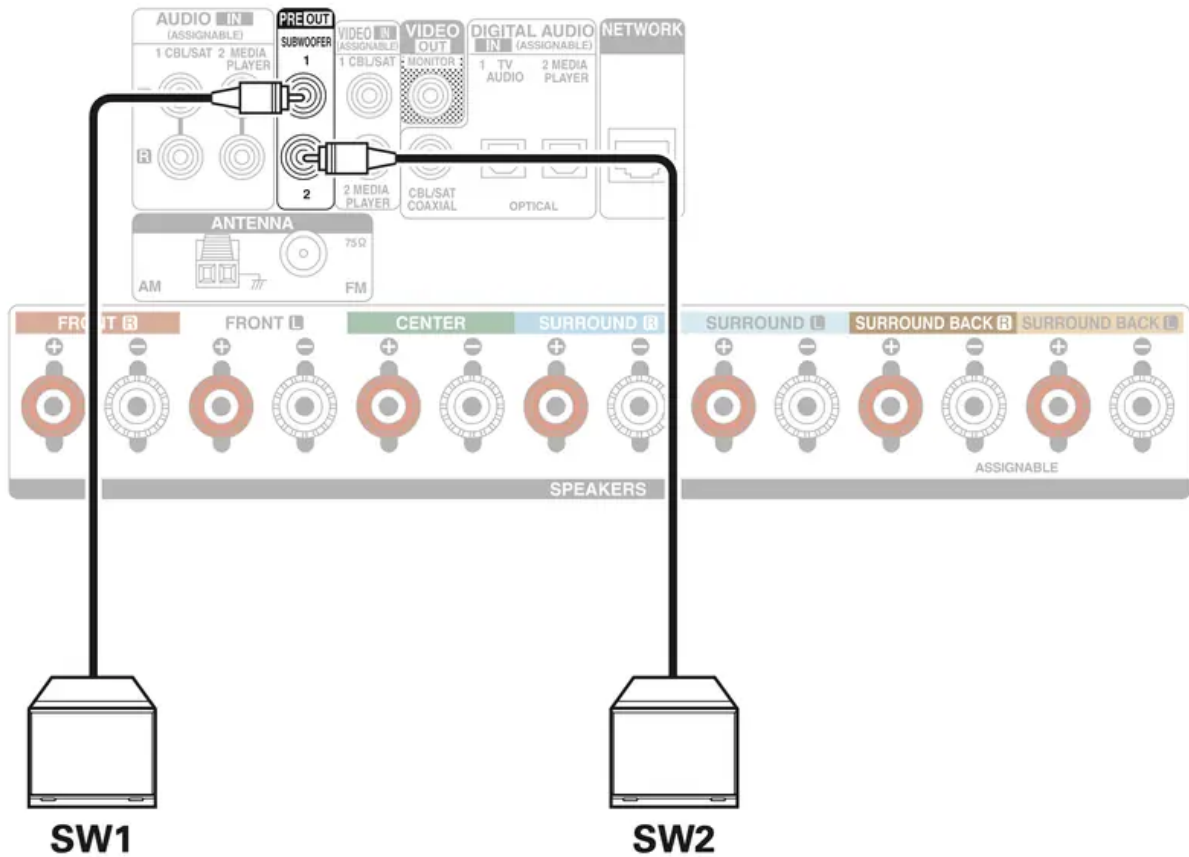 AUDIO IN
(ASSIGNABLE)
1 CBL/SAT 2 MEDIA
PLAYER
R
PRE OUT
SUBWOOFER
1
2
VIDEO IN
(ASSIGNABLE)
1 CBL/SAT
2 MEDIA
PLAYER
VIDEO
OUT
MONITOR
CBL/SAT
COAXIAL
DIGITAL AUDIO
IN (ASSIGNABLE)
1 TV
AUDIO
2 MEDIA
PLAYER
OPTICAL
NETWORK
ANTENNA
75Ω
AM
FM
FRONT R
FRONT L
CENTER
SURROUND R
SURROUND L
SURROUND BACK R
SURROUND BACK L
+ − + − + − + − + − + − + −
ASSIGNABLE
SPEAKERS
SW1
SW2